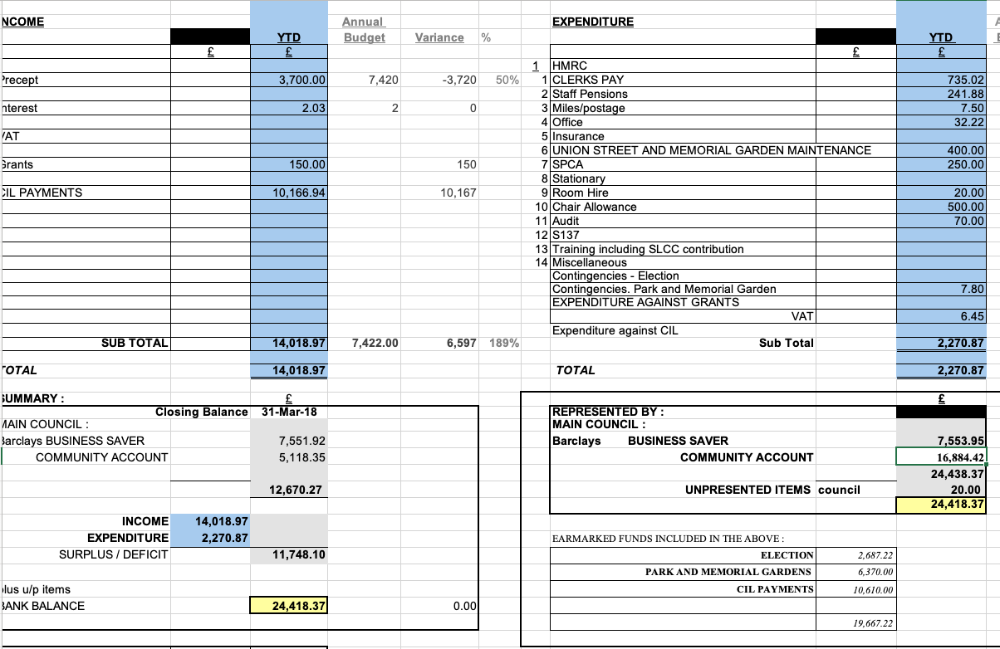 NCOME EXPENDITURE
Annual
YTD Budget Variance % YTD
£ £ £ £
1 HMRC
Precept 3,700.00 7,420 -3,720 50% 1 CLERKS PAY 735.02
2 Staff Pensions 241.88
nterest 2.03 2 0 3 Miles/postage 7.50
4 Office 32.22
VAT 5 Insurance
6 UNION STREET AND MEMORIAL GARDEN MAINTENANCE 400.00
Grants 150.00 150 7 SPCA 250.00
8 Stationary
CIL PAYMENTS 10,166.94 10,167 9 Room Hire 20.00
10 Chair Allowance 500.00
11 Audit 70.00
12 S137
13 Training including SLCC contribution
14 Miscellaneous
Contingencies - Election
Contingencies. Park and Memorial Garden 7.80
EXPENDITURE AGAINST GRANTS
VAT 6.45
Expenditure against CIL
SUB TOTAL 14,018.97 7,422.00 6,597 189% Sub Total 2,270.87
TOTAL 14,018.97 TOTAL 2,270.87
SUMMARY : £ £
Closing Balance 31-Mar-18 REPRESENTED BY :
MAIN COUNCIL : MAIN COUNCIL :
Barclays BUSINESS SAVER 7,551.92 Barclays BUSINESS SAVER 7,553.95
COMMUNITY ACCOUNT 5,118.35 COMMUNITY ACCOUNT 16,884.42
24,438.37
12,670.27 UNPRESENTED ITEMS council 20.00
24,418.37
INCOME 14,018.97
EXPENDITURE 2,270.87 EARMARKED FUNDS INCLUDED IN THE ABOVE :
SURPLUS / DEFICIT 11,748.10 ELECTION 2,687.22
PARK AND MEMORIAL GARDENS 6,370.00
plus u/p items CIL PAYMENTS 10,610.00
BANK BALANCE 24,418.37 0.00
19,667.22